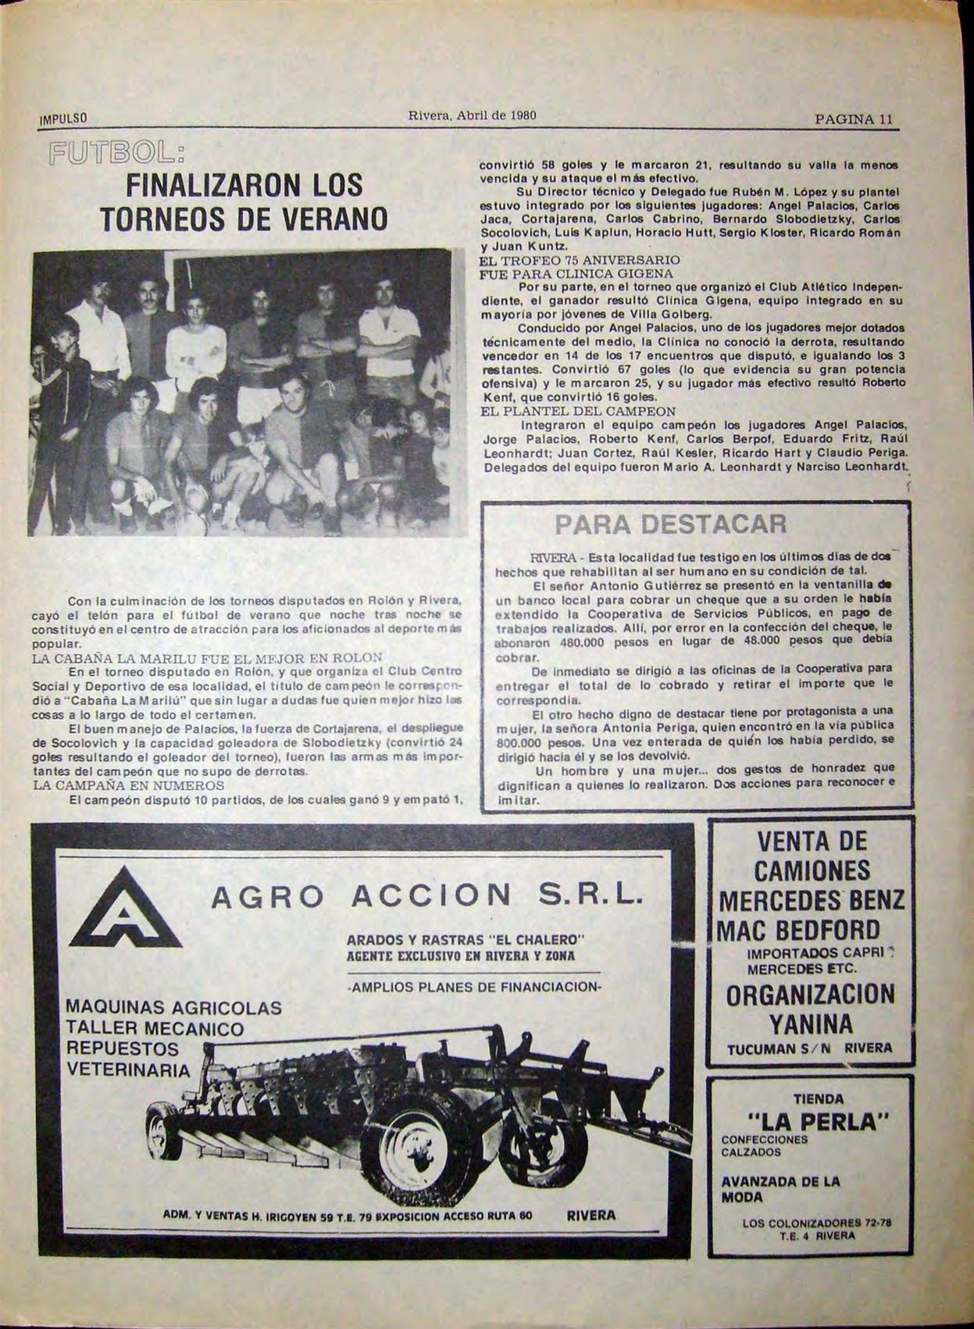 IMPULSO
Rivera, Abril de 1980
PAGINA 11
FUTBOL:
FINALIZARON LOS
TORNEOS DE VERANO
Con la culminación de los torneos disputados en Rolón y Rivera,
cayó el telón para el futbol de verano que noche tras noche se
constituyó en el centro de atracción para los aficionados al deporte más
popular.
LA CABAÑA LA MARILU FUE EL MEJOR EN ROLON
En el torneo disputado en Rolón, y que organiza el Club Centro
Social y Deportivo de esa localidad, el título de campeón le correspon-
dió a "Cabaña La Marilú" que sin lugar a dudas fue quien mejor hizo las
cosas a lo largo de todo el certamen.
El buen manejo de Palacios, la fuerza de Cortajarena, el despliegue
de Socolovich y la capacidad goleadora de Slobodietzky (convirtió 24
goles resultando el goleador del torneo), fueron las armas más impor-
tantes del campeón que no supo de derrotas.
LA CAMPAÑA EN NUMEROS
El campeón disputó 10 partidos, de los cuales ganó 9 y empató 1,
convirtió 58 goles y le marcaron 21, resultando su valla la menos
vencida y su ataque el más efectivo.
Su Director técnico y Delegado fue Rubén M. López y su plantel
estuvo integrado por los siguientes jugadores: Angel Palacios, Carlos
Jaca, Cortajarena, Carlos Cabrino, Bernardo Slobodietzky, Carlos
Socolovich, Luis Kaplun, Horacio Hutt, Sergio Kloster, Ricardo Román
y Juan Kuntz.
EL TROFEO 75 ANIVERSARIO
FUE PARA CLINICA GIGENA
Por su parte, en el torneo que organizó el Club Atlético Indepen-
diente, el ganador resultó Clínica Gigena, equipo integrado en su
mayoría por jóvenes de Villa Golberg.
Conducido por Angel Palacios, uno de los jugadores mejor dotados
técnicamente del medio, la Clínica no conoció la derrota, resultando
vencedor en 14 de los 17 encuentros que disputó, e igualando los 3
restantes. Convirtió 67 goles (lo que evidencia su gran potencia
ofensiva) y le marcaron 25, y su jugador más efectivo resultó Roberto
Kenf, que convirtió 16 goles.
EL PLANTEL DEL CAMPEON
Integraron el equipo campeón los jugadores Angel Palacios,
Jorge Palacios, Roberto Kenf, Carlos Berpof, Eduardo Fritz, Raúl
Leonhardt; Juan Cortez, Raúl Kesler, Ricardo Hart y Claudio Periga.
Delegados del equipo fueron Mario A. Leonhardt y Narciso Leonhardt.
PARA DESTACAR
RIVERA - Esta localidad fue testigo en los últimos días de dos
hechos que rehabilitan al ser humano en su condición de tal.
El señor Antonio Gutiérrez se presentó en la ventanilla de
un banco local para cobrar un cheque que a su orden le había
extendido la Cooperativa de Servicios Públicos, en pago de
trabajos realizados. Allí, por error en la confección del cheque, le
abonaron 480.000 pesos en lugar de 48.000 pesos que debía
cobrar.
De inmediato se dirigió a las oficinas de la Cooperativa para
entregar el total de lo cobrado y retirar el importe que le
correspondía.
El otro hecho digno de destacar tiene por protagonista a una
mujer, la señora Antonia Periga, quien encontró en la vía pública
800.000 pesos. Una vez enterada de quién los había perdido, se
dirigió hacia él y se los devolvió.
Un hombre y una mujer... dos gestos de honradez que
dignifican a quienes lo realizaron. Dos acciones para reconocer e
imitar.
AGRO ACCION S.R.L.
ARADOS Y RASTRAS "EL CHALERO"
AGENTE EXCLUSIVO EN RIVERA Y ZONA
-AMPLIOS PLANES DE FINANCIACION-
MAQUINAS AGRICOLAS
TALLER MECANICO
REPUESTOS
VETERINARIA
ADM. Y VENTAS H. IRIGOYEN 59 T.E. 79 EXPOSICION ACCESO RUTA 60 RIVERA
VENTA DE
CAMIONES
MERCEDES BENZ
MAC BEDFORD
IMPORTADOS CAPRI
MERCEDES ETC.
ORGANIZACION
YANINA
TUCUMAN S/N RIVERA
TIENDA
"LA PERLA"
CONFECCIONES
CALZADOS
AVANZADA DE LA
MODA
LOS COLONIZADORES 72-78
T.E. 4 RIVERA